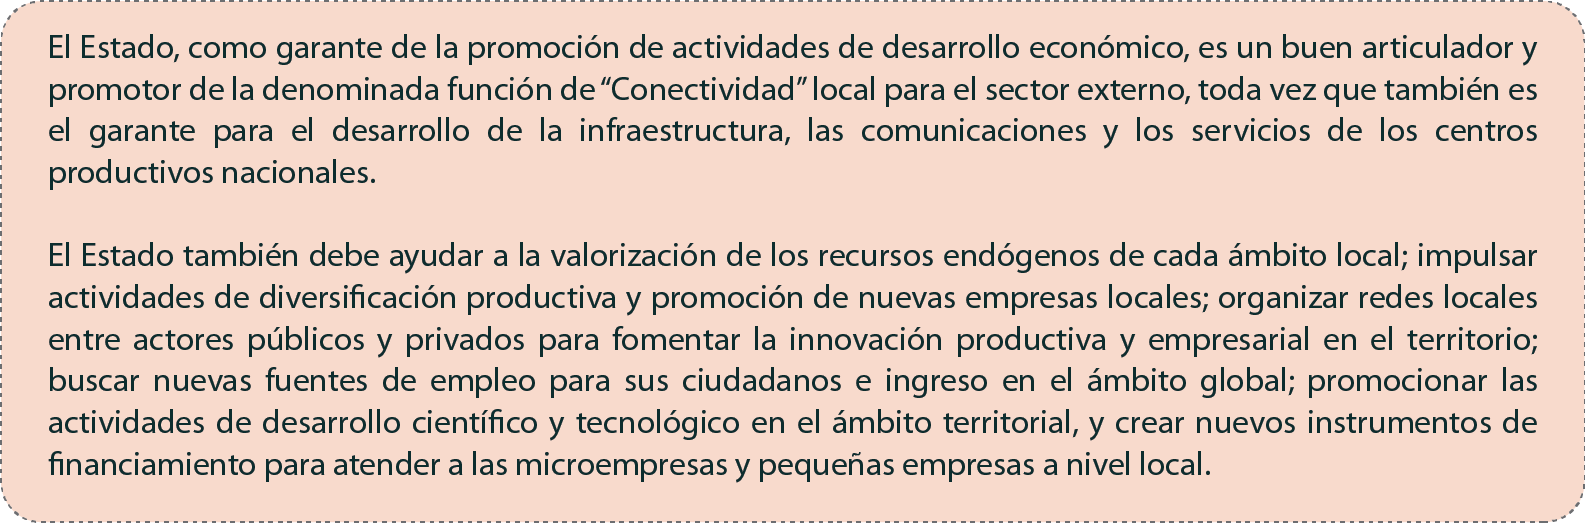 El Estado, como garante de la promoción de actividades de desarrollo económico, es un buen articulador y
promotor de la denominada función de “Conectividad” local para el sector externo, toda vez que también es
el garante para el desarrollo de la infraestructura, las comunicaciones y los servicios de los centros
productivos nacionales.
El Estado también debe ayudar a la valorización de los recursos endógenos de cada ámbito local; impulsar
actividades de diversificación productiva y promoción de nuevas empresas locales; organizar redes locales
entre actores públicos y privados para fomentar la innovación productiva y empresarial en el territorio;
buscar nuevas fuentes de empleo para sus ciudadanos e ingreso en el ámbito global; promocionar las
actividades de desarrollo científico y tecnológico en el ámbito territorial, y crear nuevos instrumentos de
financiamiento para atender a las microempresas y pequeñas empresas a nivel local.